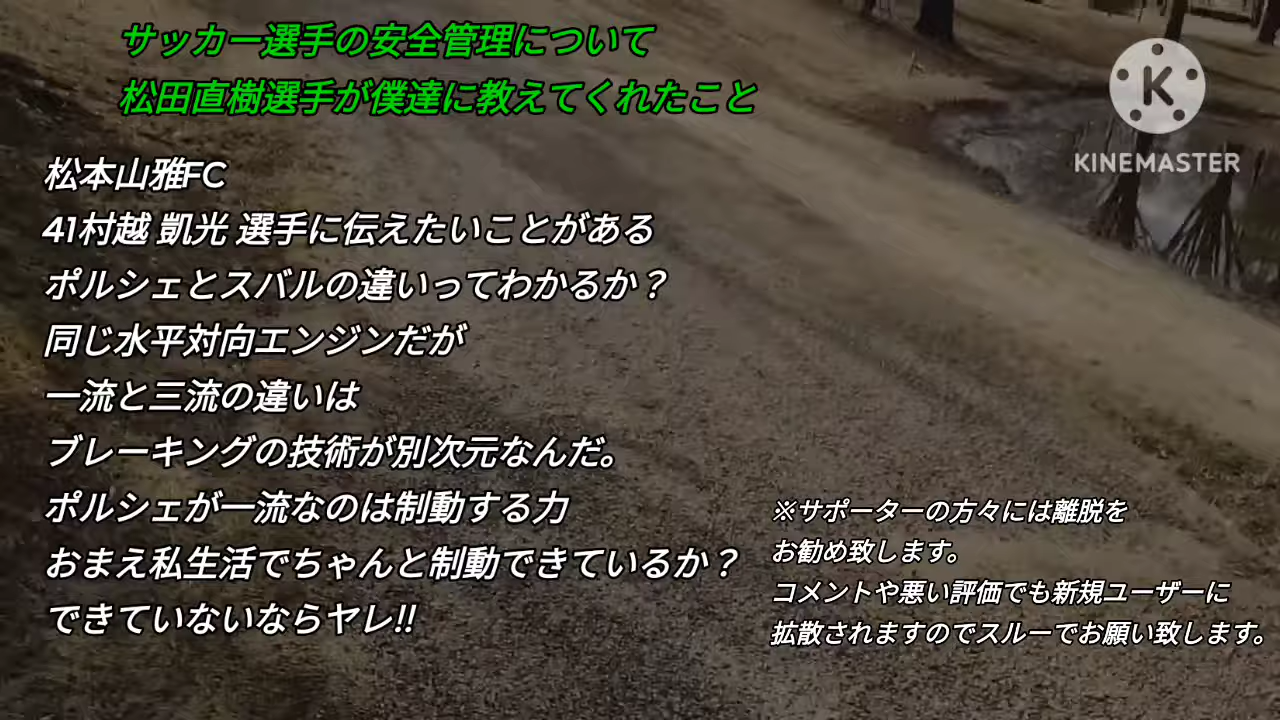 サッカー選手の安全管理について
松田直樹選手が僕達に教えてくれたこと
松本山雅FC
41村越 凱光 選手に伝えたいことがある
ポルシェとスバルの違いってわかるか？
同じ水平対向エンジンだが
一流と三流の違いは
ブレーキングの技術が別次元なんだ。
ポルシェが一流なのは制動する力
おまえ私生活でちゃんと制動できているか？
できていないならヤレ!!
※サポーターの方々には離脱を
お勧め致します。
コメントや悪い評価でも新規ユーザーに
拡散されますのでスルーでお願い致します。
K
KINEMASTER